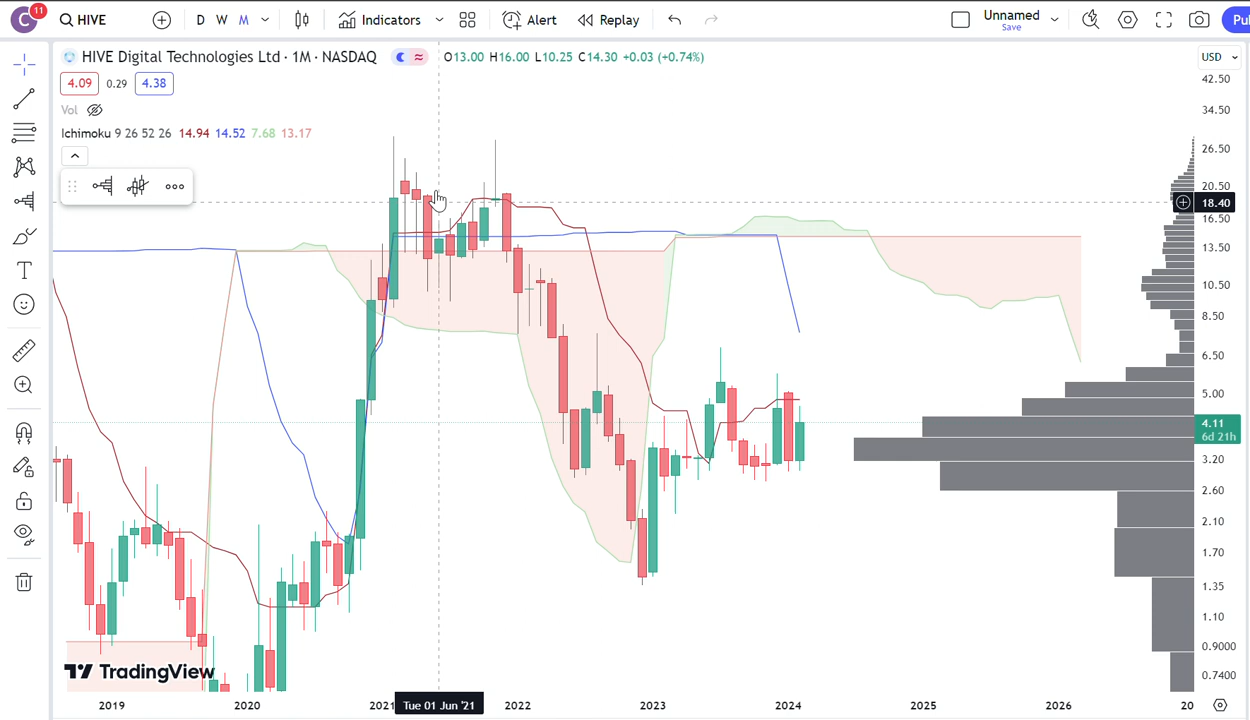 C 11 HIVE D W M Indicators Alert Replay Unnamed
Save
HIVE Digital Technologies Ltd · 1M · NASDAQ O13.00 H16.00 L10.25 C14.30 +0.03 (+0.74%) USD
4.09 0.29 4.38
Vol
Ichimoku 9 26 52 26 14.94 14.52 7.68 13.17
42.50
34.50
26.50
20.50
18.40
16.50
13.50
10.50
8.50
6.50
5.00
4.11
6d 21h
3.20
2.60
2.10
1.70
1.35
1.10
0.9000
0.7400
TradingView
2019 2020 2021 Tue 01 Jun '21 2022 2023 2024 2025 2026 20